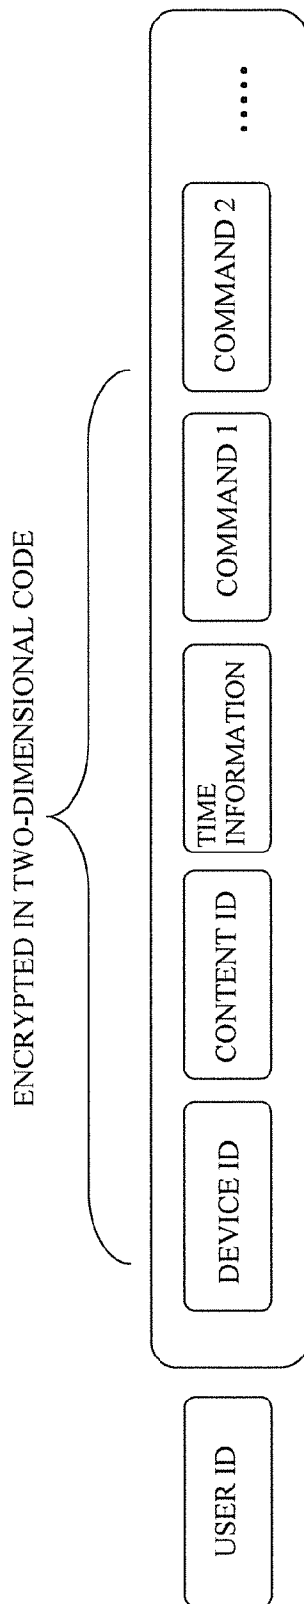 ENCRYPTED IN TWO-DIMENSIONAL CODE
USER ID
DEVICE ID
CONTENT ID
TIME
INFORMATION
COMMAND 1
COMMAND 2
.....